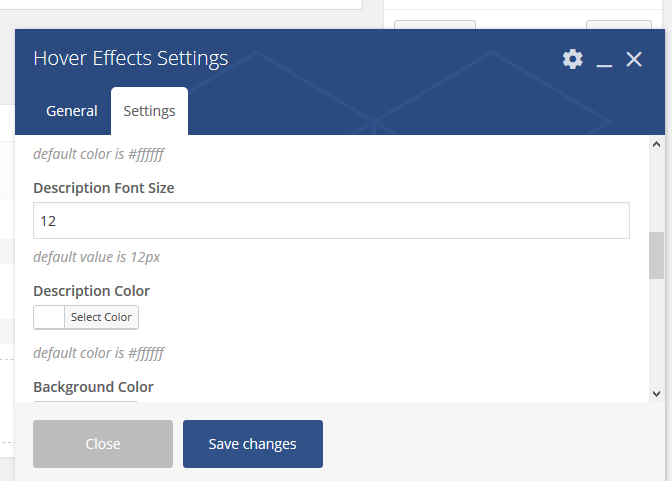 Hover Effects Settings
General
Settings
default color is #ffffff
Description Font Size
12
default value is 12px
Description Color
Select Color
default color is #ffffff
Background Color
Close
Save changes